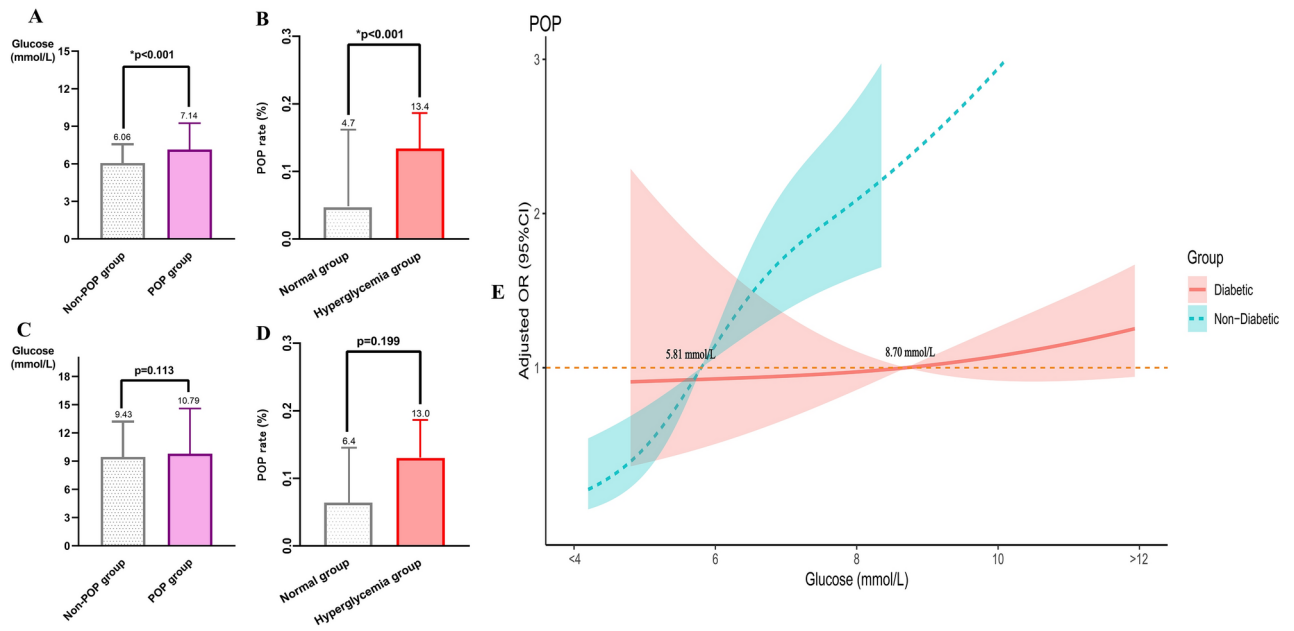 A
Glucose
(mmol/L)
15
12
9
6
3
0
*p<0.001
6.06
7.14
Non-POP group
POP group
B
POP rate (%)
0.3
0.2
0.1
0.0
*p<0.001
4.7
13.4
Normal group
Hyperglycemia group
C
Glucose
(mmol/L)
18
15
12
9
6
3
0
p=0.113
9.43
10.79
Non-POP group
POP group
D
POP rate (%)
0.3
0.2
0.1
0.0
p=0.199
6.4
13.0
Normal group
Hyperglycemia group
E
POP
Adjusted OR (95%CI)
3
2
1
5.81 mmol/L
8.70 mmol/L
<4
6
8
10
>12
Glucose (mmol/L)
Group
Diabetic
Non-Diabetic